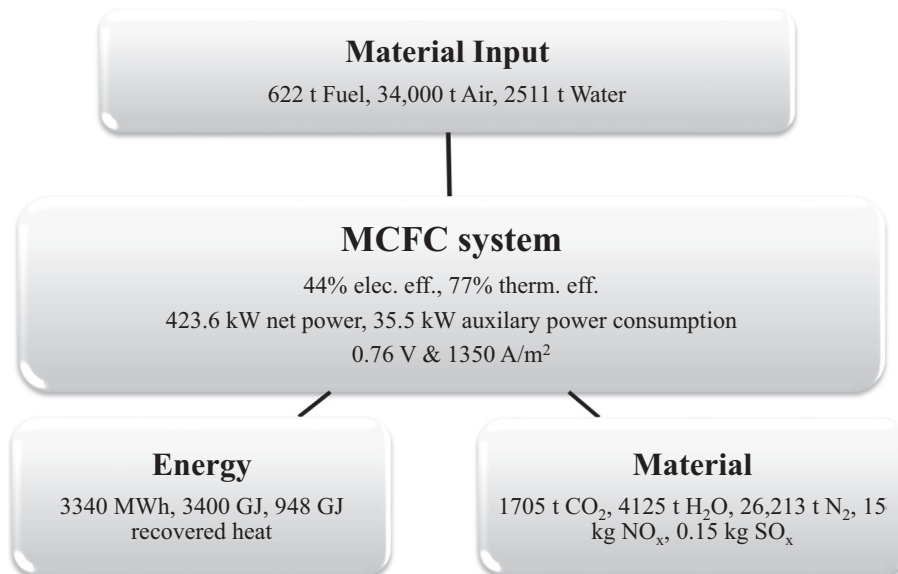 Material Input
622 t Fuel, 34,000 t Air, 2511 t Water
MCFC system
44% elec. eff., 77% therm. eff.
423.6 kW net power, 35.5 kW auxilary power consumption
0.76 V & 1350 A/m²
Energy
3340 MWh, 3400 GJ, 948 GJ
recovered heat
Material
1705 t CO₂, 4125 t H₂O, 26,213 t N₂,
kg NOₓ, 0.15 kg SOₓ